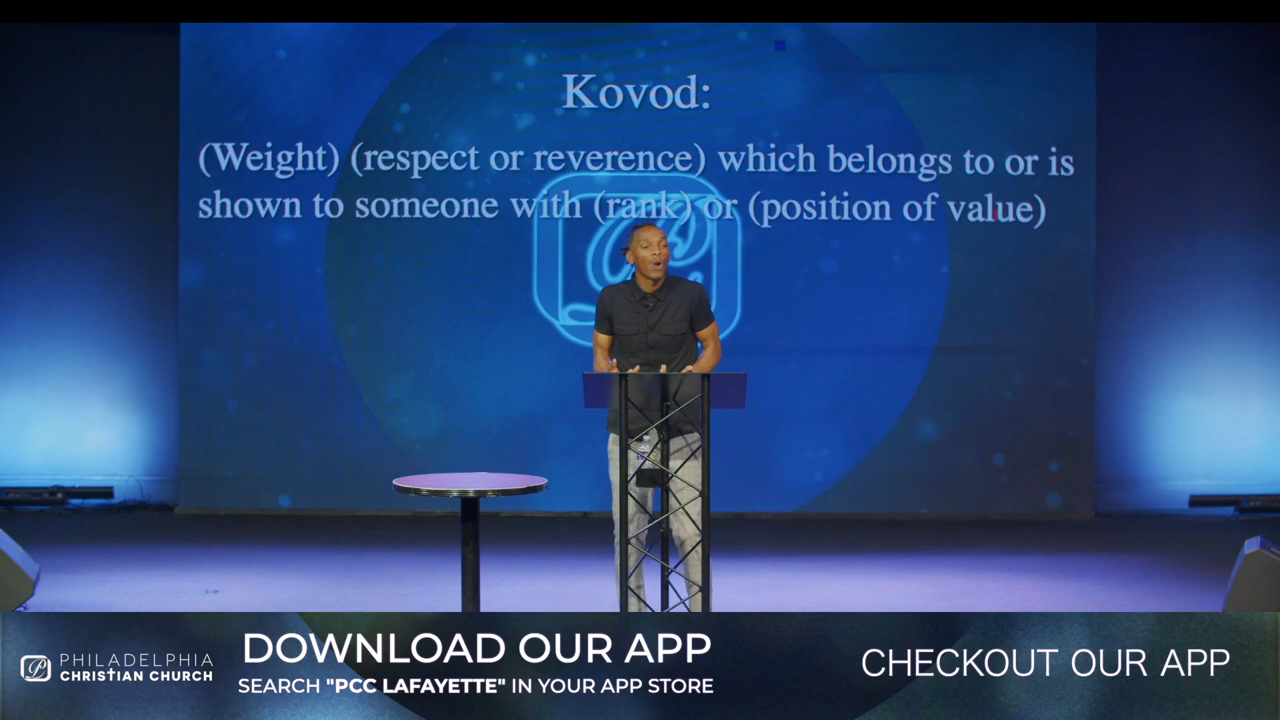 Kovod:
(Weight) (respect or reverence) which belongs to or is
shown to someone with (rank) or (position of value)
PHILADELPHIA
CHRISTIAN CHURCH
DOWNLOAD OUR APP
SEARCH "PCC LAFAYETTE" IN YOUR APP STORE
CHECKOUT OUR APP